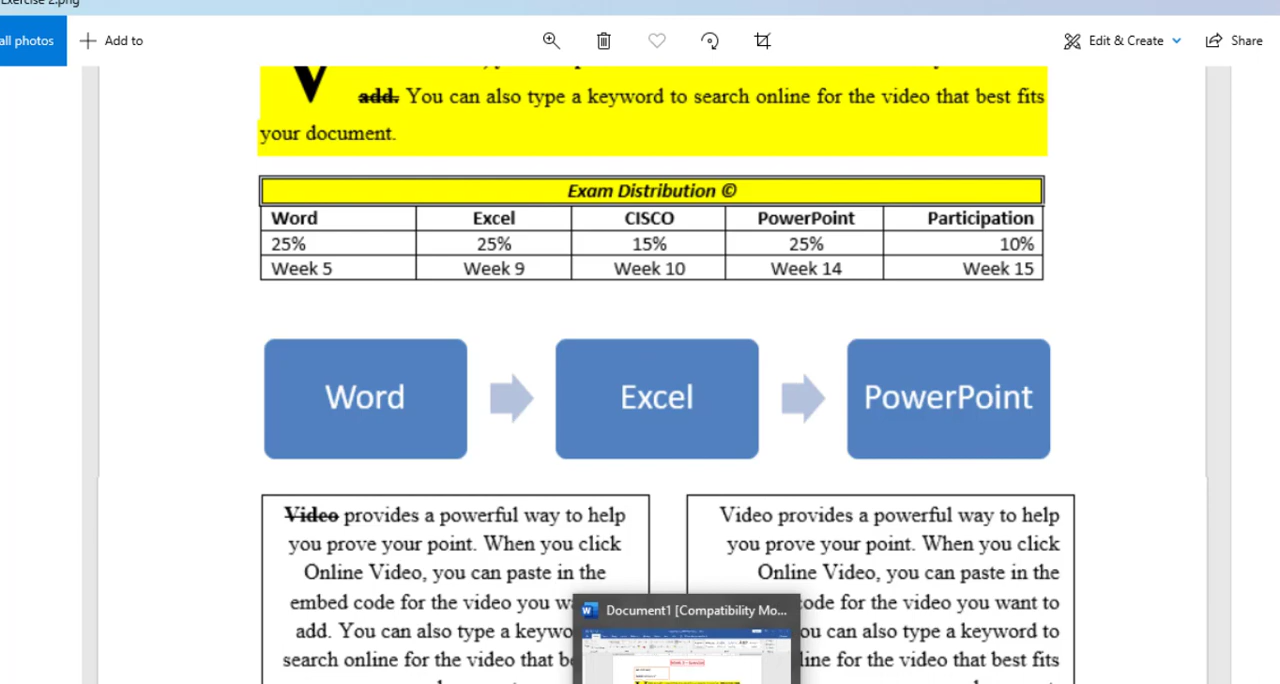 Exercise 2.png
all photos
Add to
Edit & Create
Share
add. You can also type a keyword to search online for the video that best fits
your document.
Exam Distribution ©
Word Excel CISCO PowerPoint Participation
25% 25% 15% 25% 10%
Week 5 Week 9 Week 10 Week 14 Week 15
Word Excel PowerPoint
Video provides a powerful way to help
you prove your point. When you click
Online Video, you can paste in the
embed code for the video you
add. You can also type a
search online for the video that
Video provides a powerful way to help
you prove your point. When you click
Online Video, you can paste in the
code for the video you want to
can also type a keyword to
for the video that best fits
Document1 [Compatibility Mo...